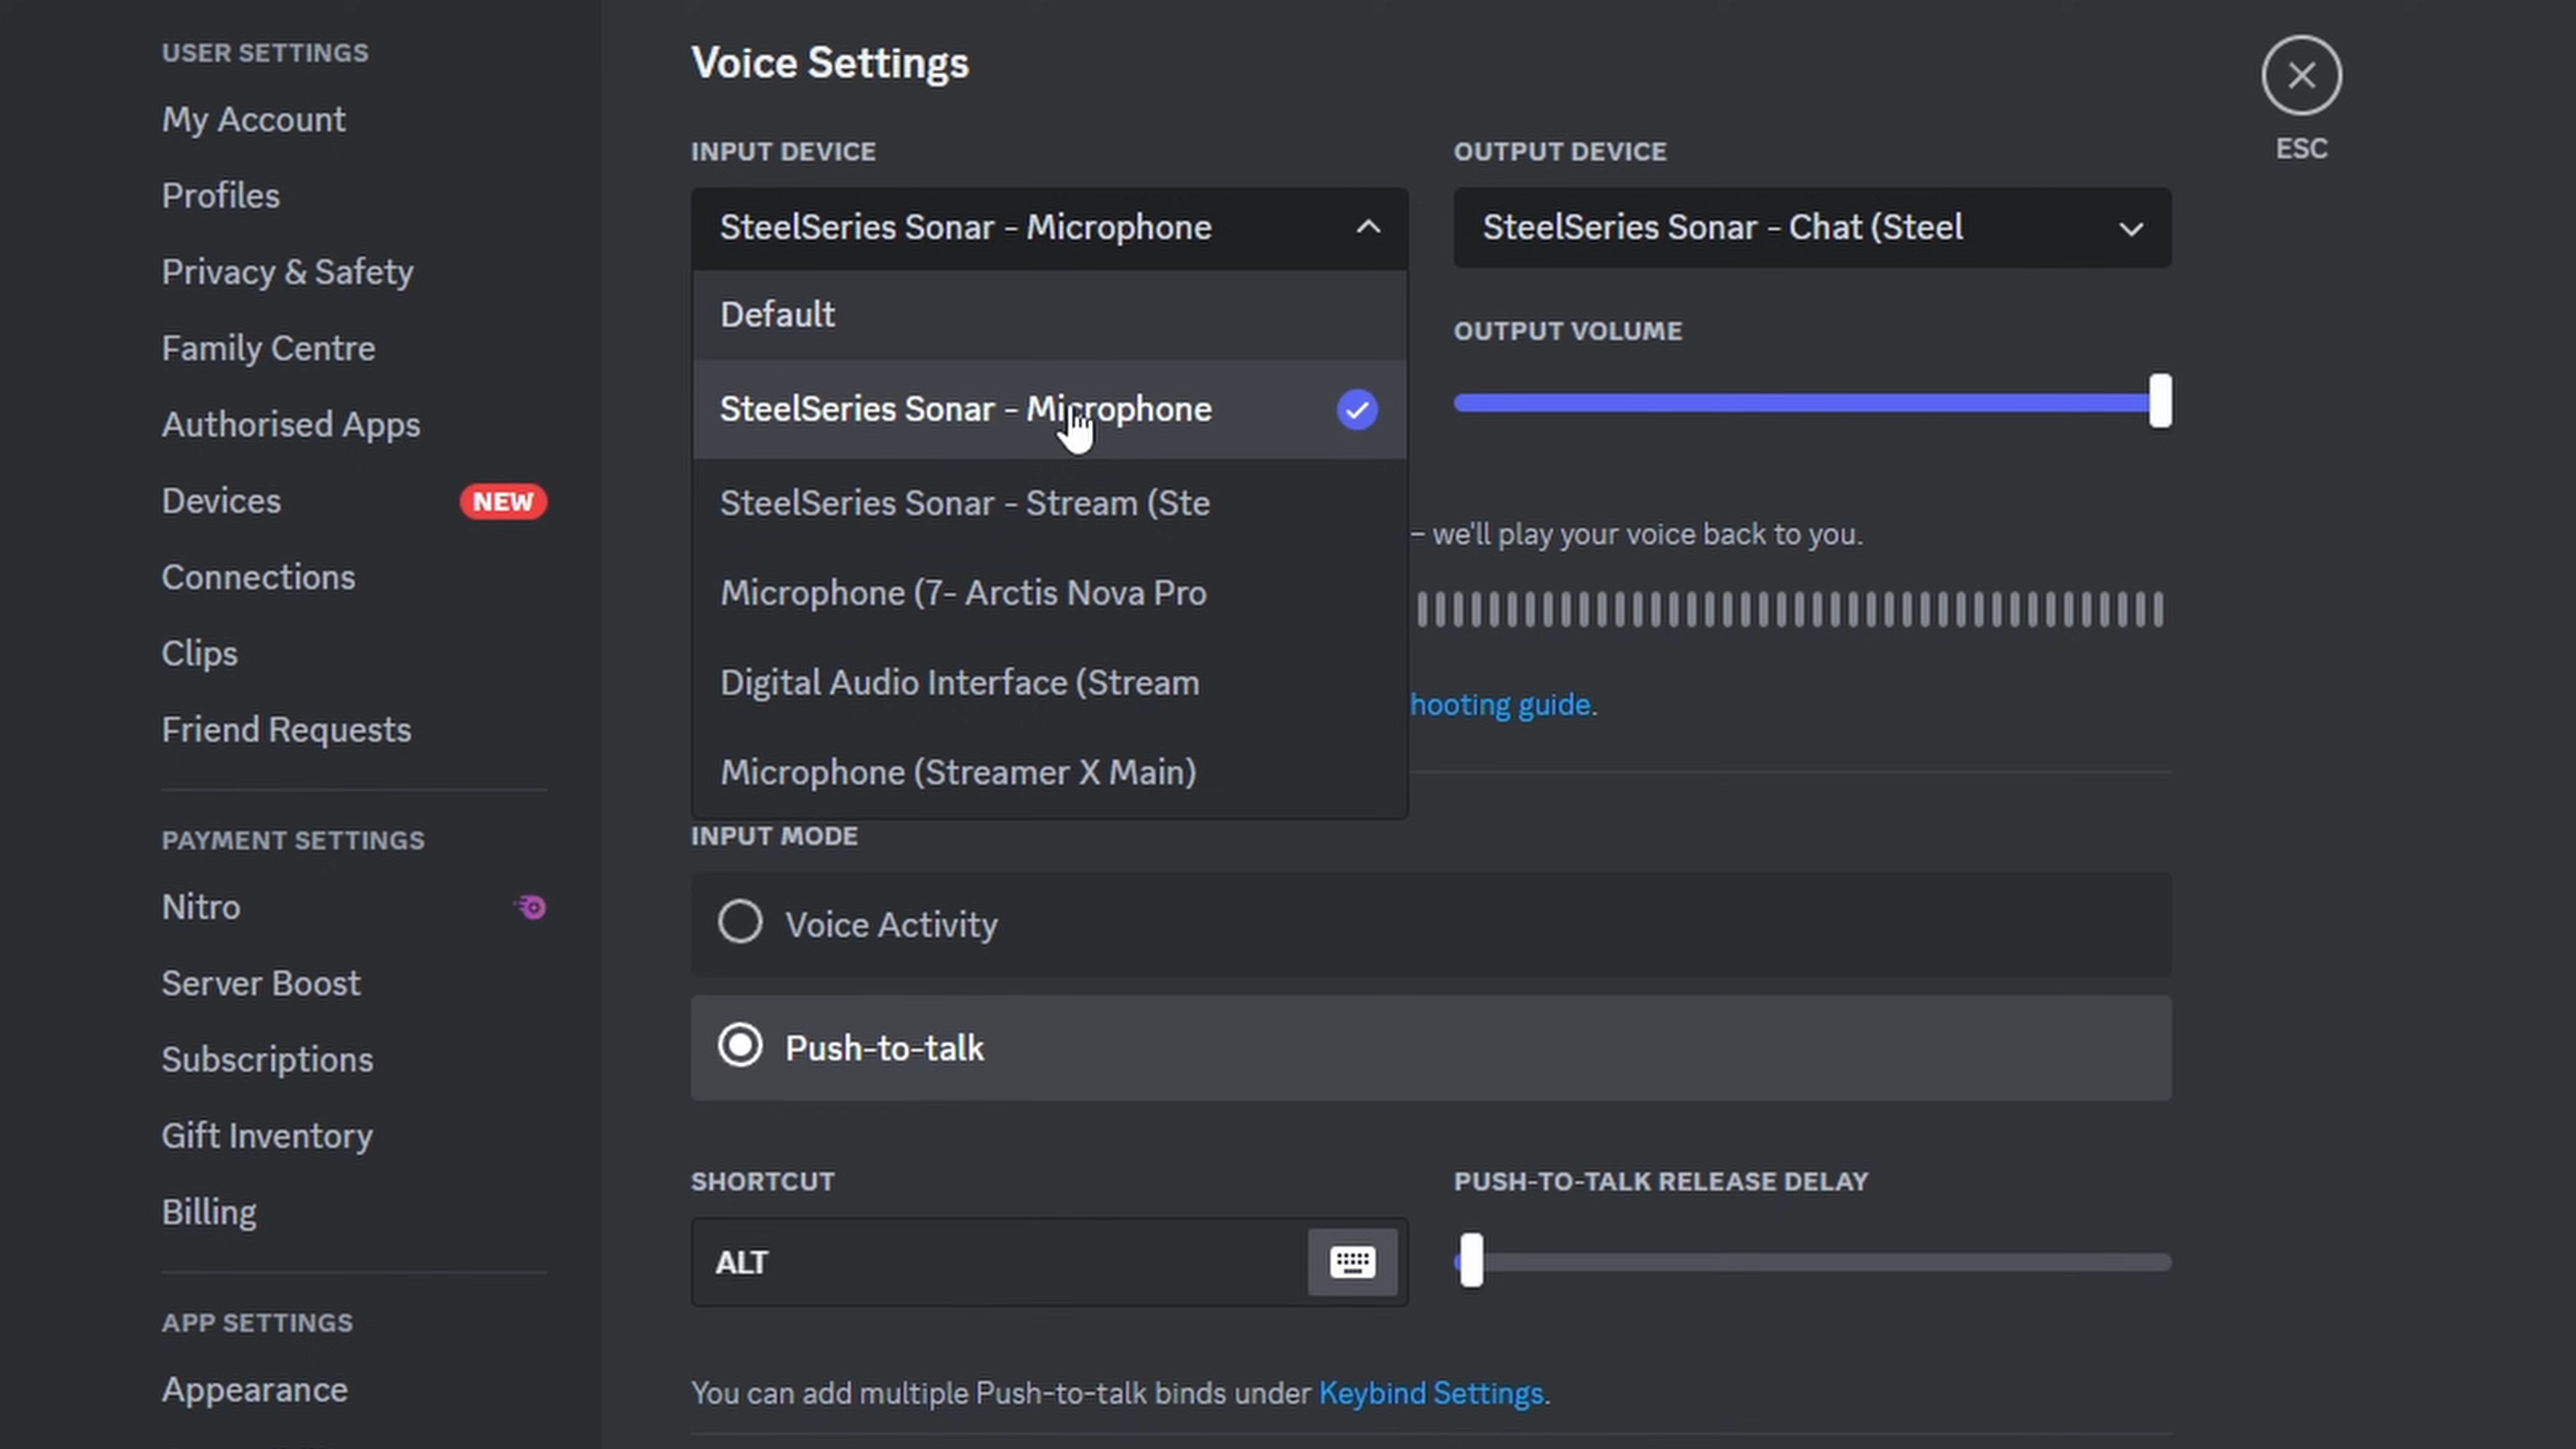 USER SETTINGS
My Account
Profiles
Privacy & Safety
Family Centre
Authorised Apps
Devices
NEW
Connections
Clips
Friend Requests
PAYMENT SETTINGS
Nitro
Server Boost
Subscriptions
Gift Inventory
Billing
APP SETTINGS
Appearance
Voice Settings
INPUT DEVICE
SteelSeries Sonar - Microphone
Default
SteelSeries Sonar - Microphone
SteelSeries Sonar - Stream (Ste
Microphone (7- Arctis Nova Pro
Digital Audio Interface (Stream
Microphone (Streamer X Main)
OUTPUT DEVICE
SteelSeries Sonar - Chat (Steel
OUTPUT VOLUME
– we'll play your voice back to you.
hooting guide.
INPUT MODE
Voice Activity
Push-to-talk
SHORTCUT
ALT
PUSH-TO-TALK RELEASE DELAY
You can add multiple Push-to-talk binds under Keybind Settings.
ESC